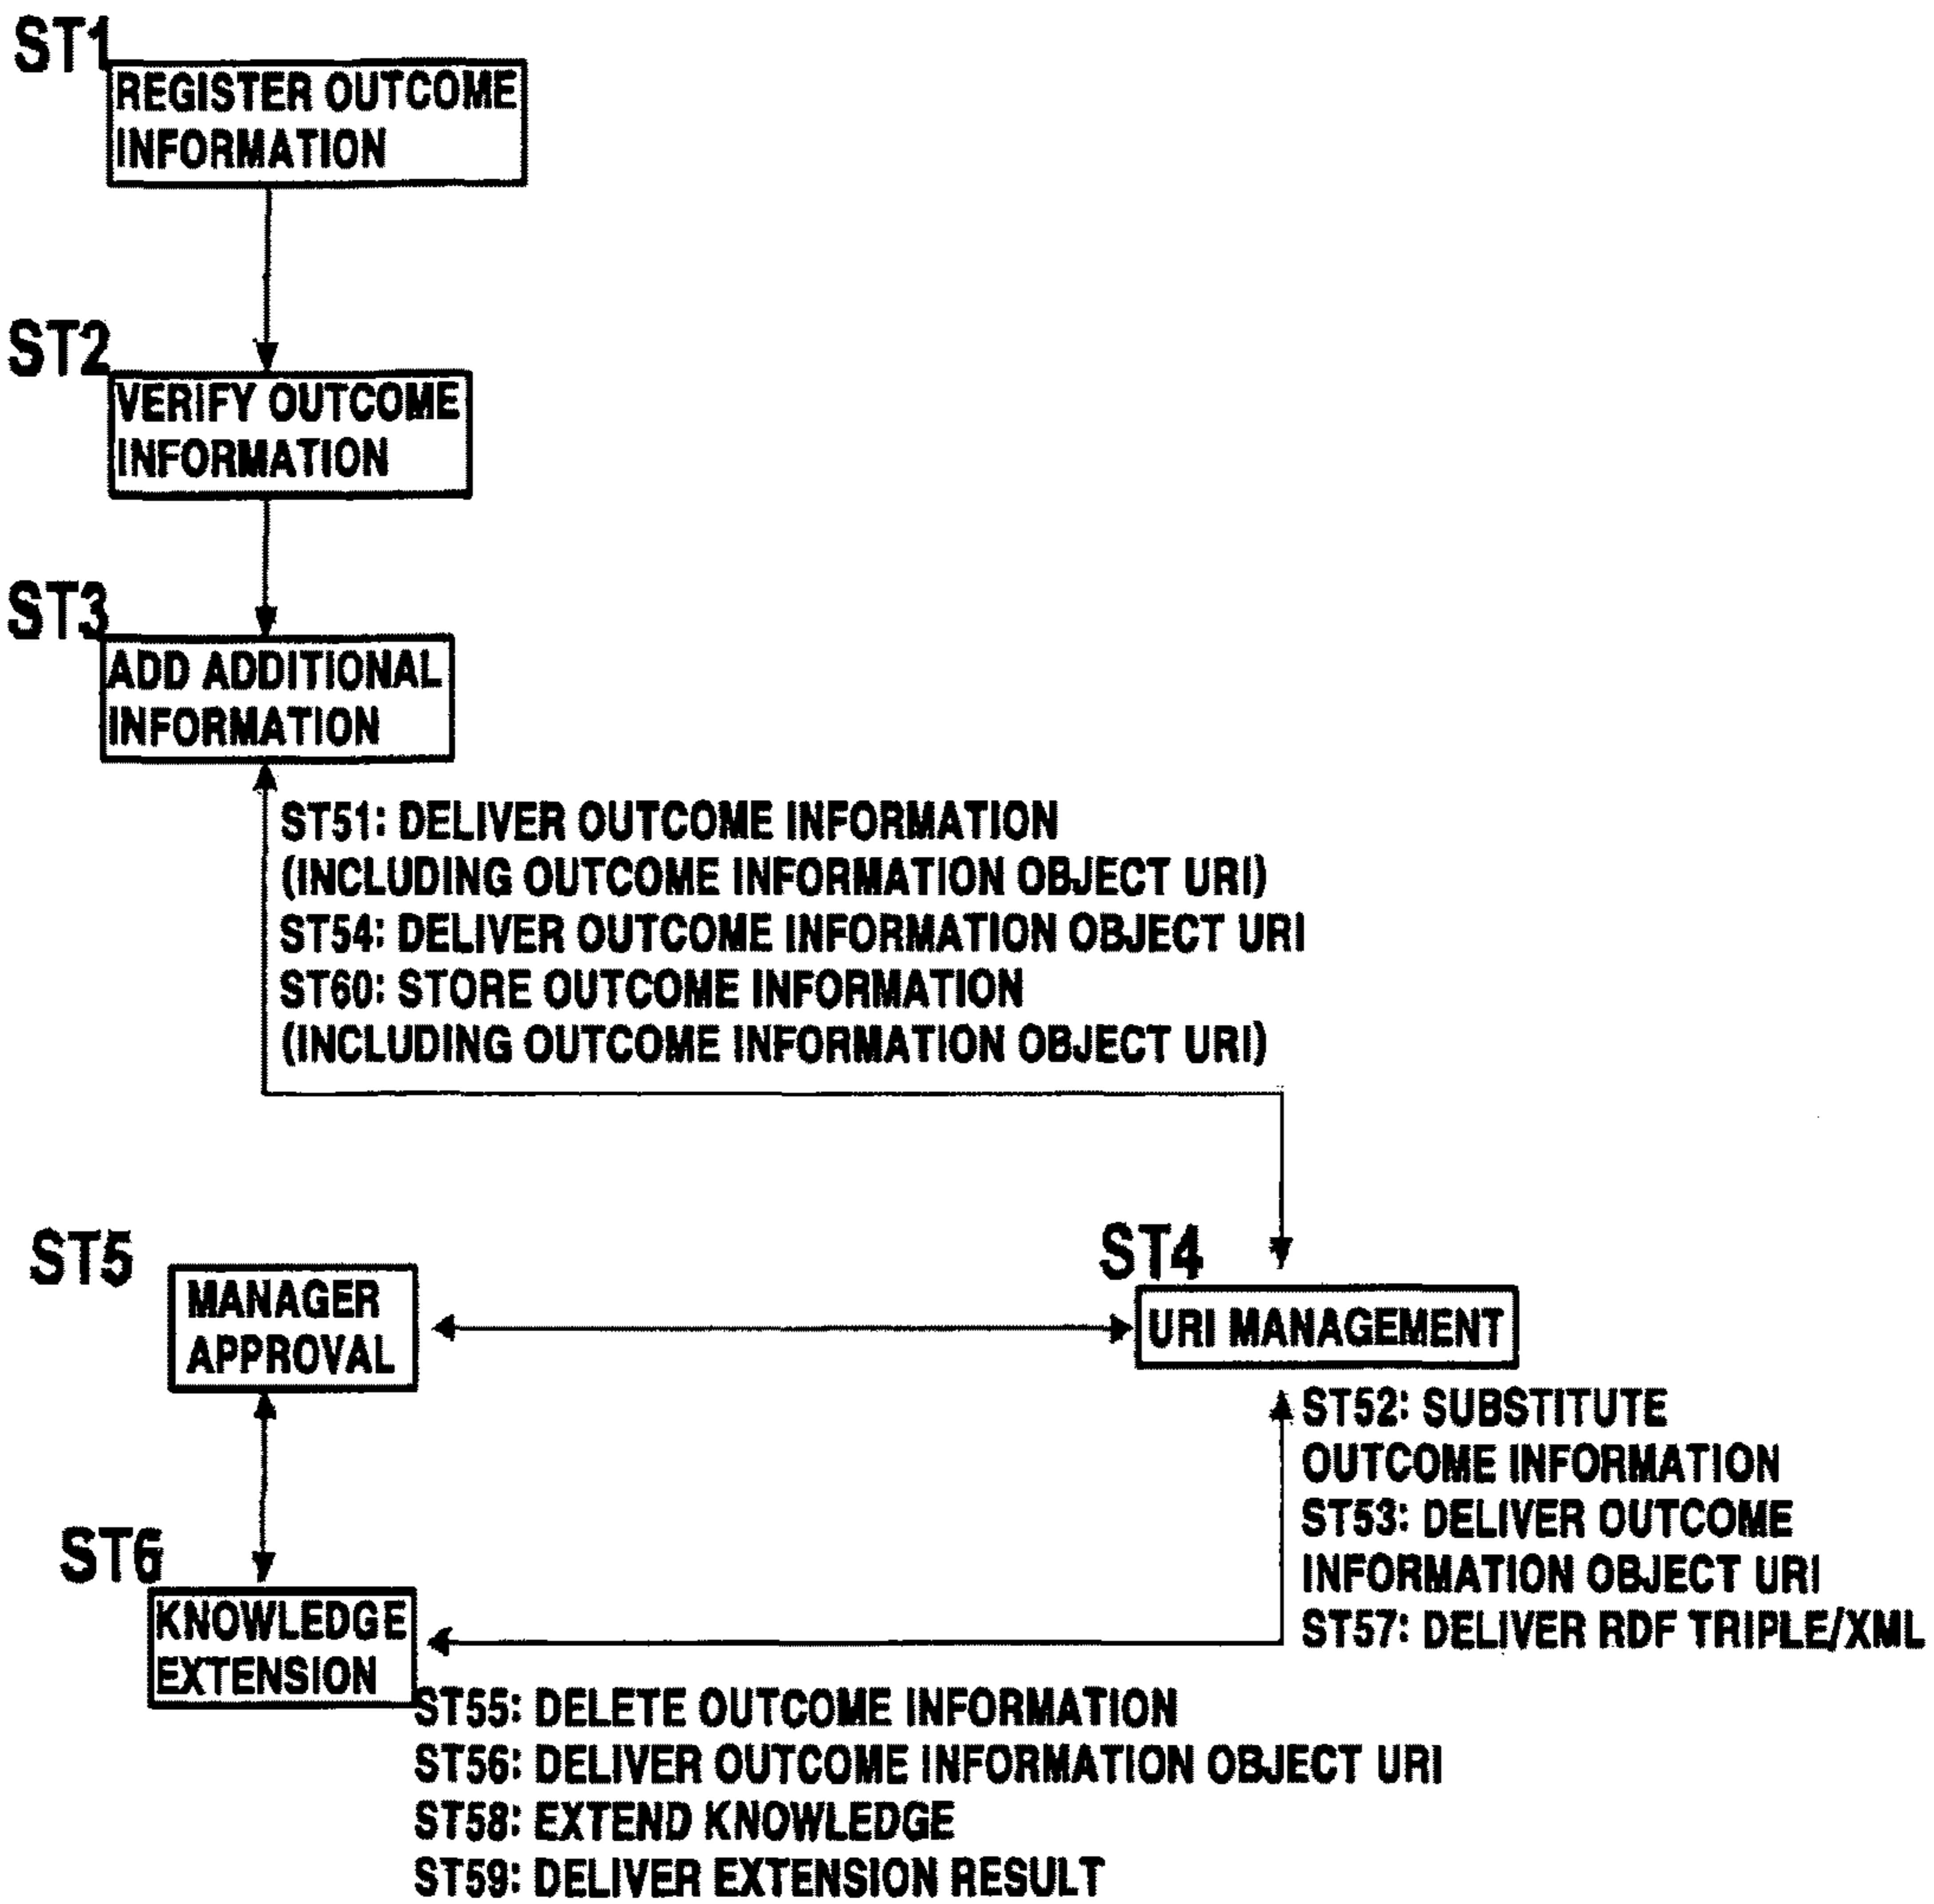 ST1
REGISTER OUTCOME
INFORMATION
ST2
VERIFY OUTCOME
INFORMATION
ST3
ADD ADDITIONAL
INFORMATION
ST51: DELIVER OUTCOME INFORMATION
(INCLUDING OUTCOME INFORMATION OBJECT URI)
ST54: DELIVER OUTCOME INFORMATION OBJECT URI
ST60: STORE OUTCOME INFORMATION
(INCLUDING OUTCOME INFORMATION OBJECT URI)
ST5
MANAGER
APPROVAL
ST4
URI MANAGEMENT
ST52: SUBSTITUTE
OUTCOME INFORMATION
ST53: DELIVER OUTCOME
INFORMATION OBJECT URI
ST57: DELIVER RDF TRIPLE/XML
ST6
KNOWLEDGE
EXTENSION
ST55: DELETE OUTCOME INFORMATION
ST56: DELIVER OUTCOME INFORMATION OBJECT URI
ST58: EXTEND KNOWLEDGE
ST59: DELIVER EXTENSION RESULT